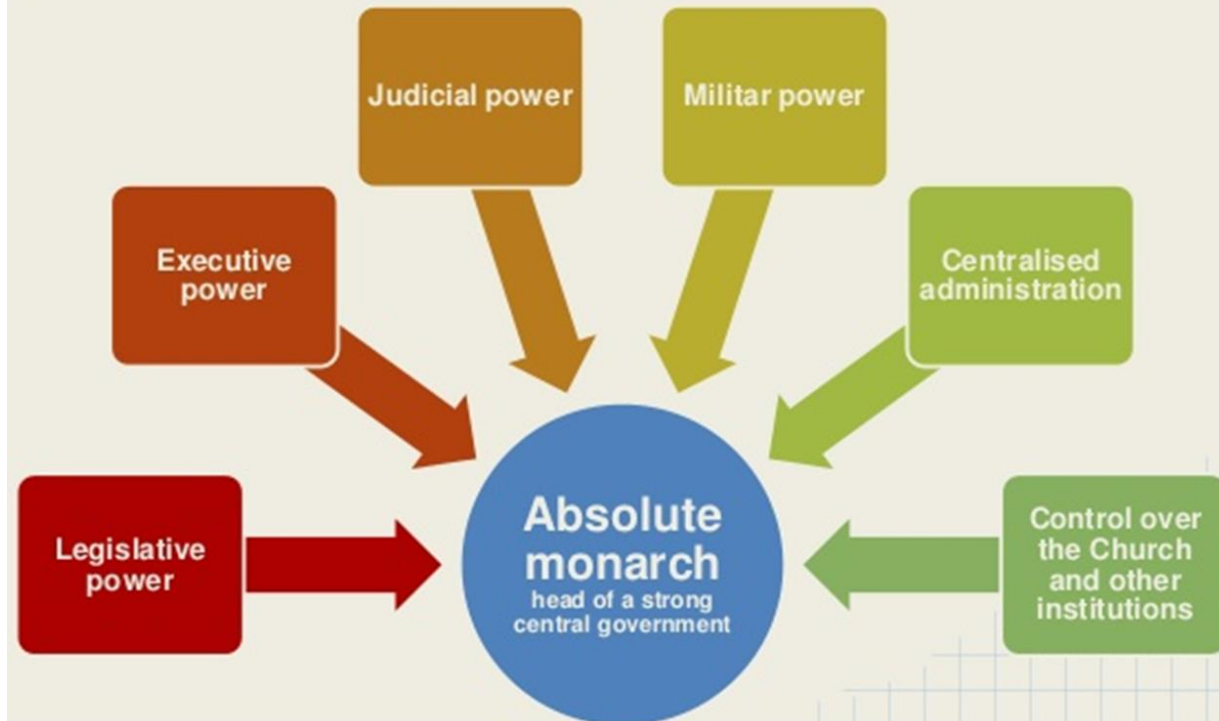 Judicial power
Militar power
Executive
power
Centralised
administration
Legislative
power
Absolute
monarch
head of a strong
central government
Control over
the Church
and other
institutions